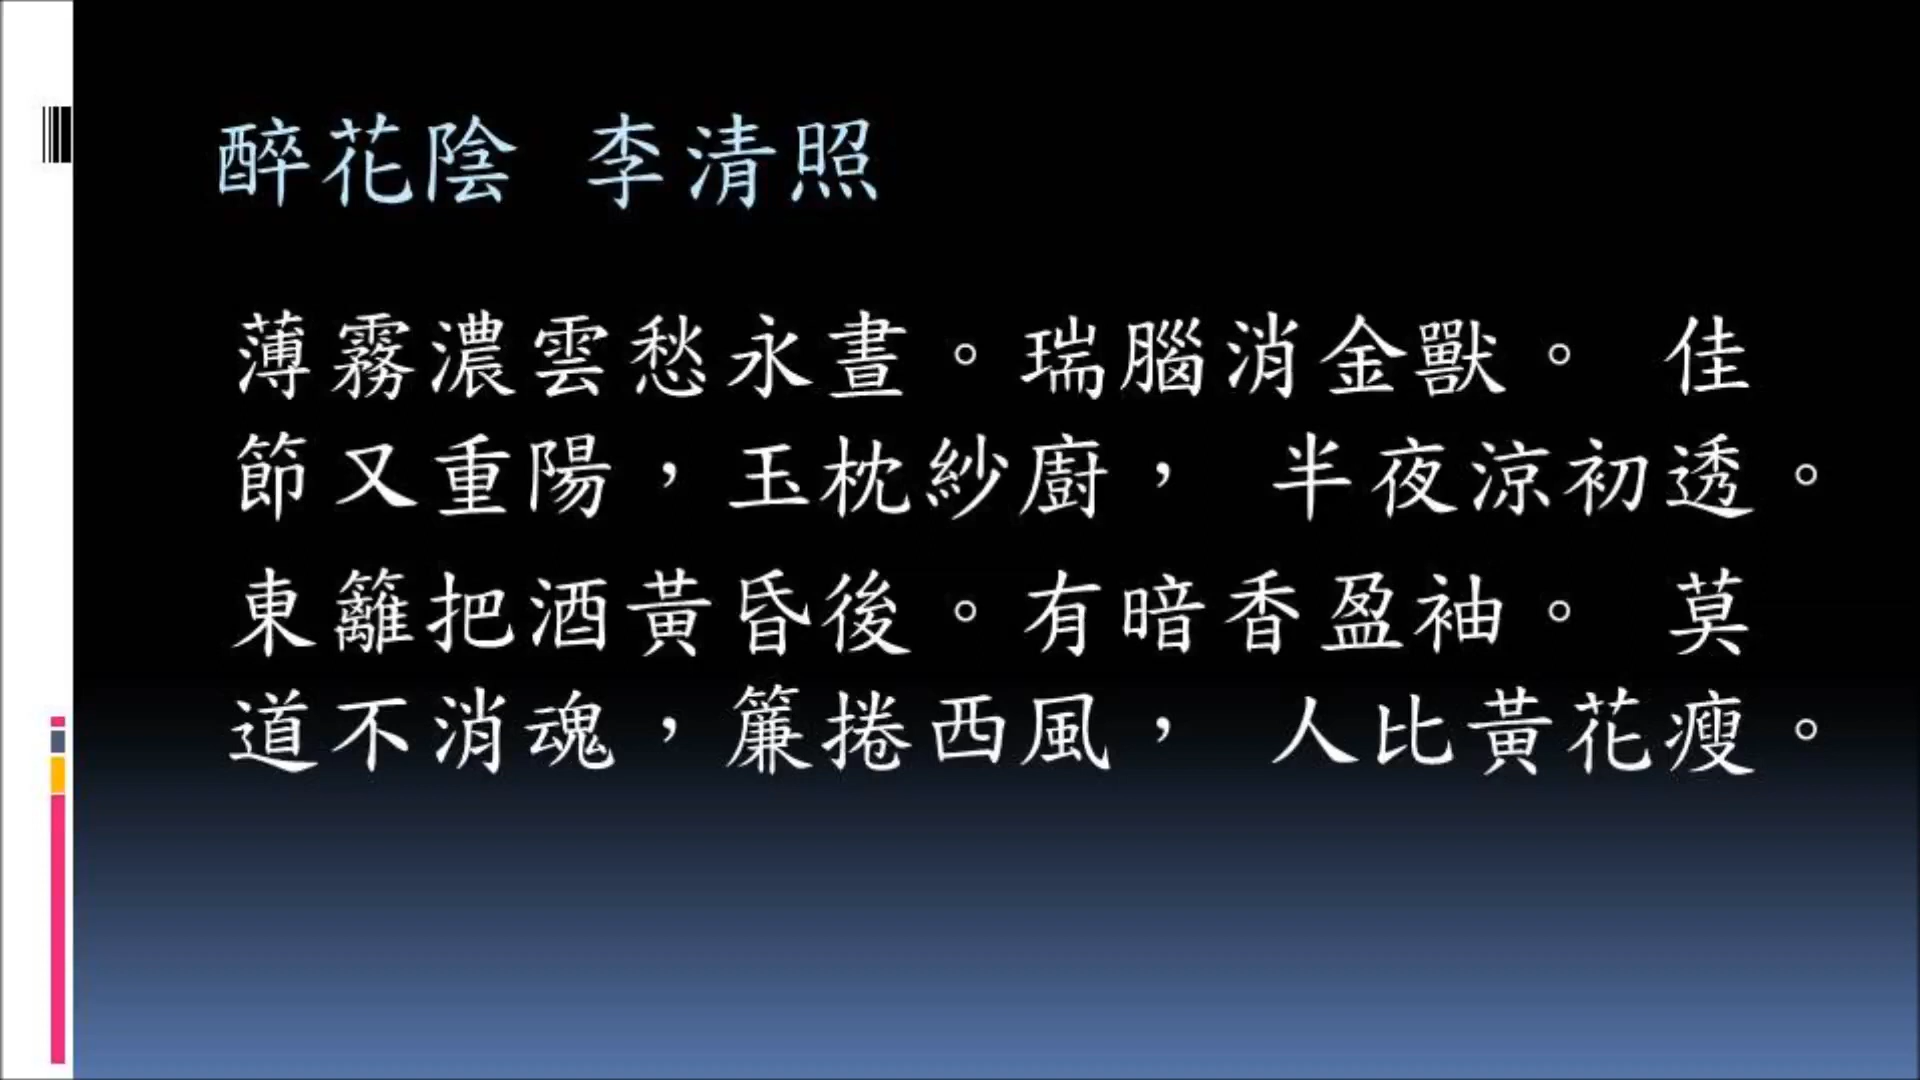 醉花陰 李清照
薄霧濃雲愁永晝。瑞腦消金獸。 佳
節又重陽，玉枕紗廚， 半夜涼初透。
東籬把酒黃昏後。有暗香盈袖。 莫
道不消魂，簾捲西風， 人比黃花瘦。